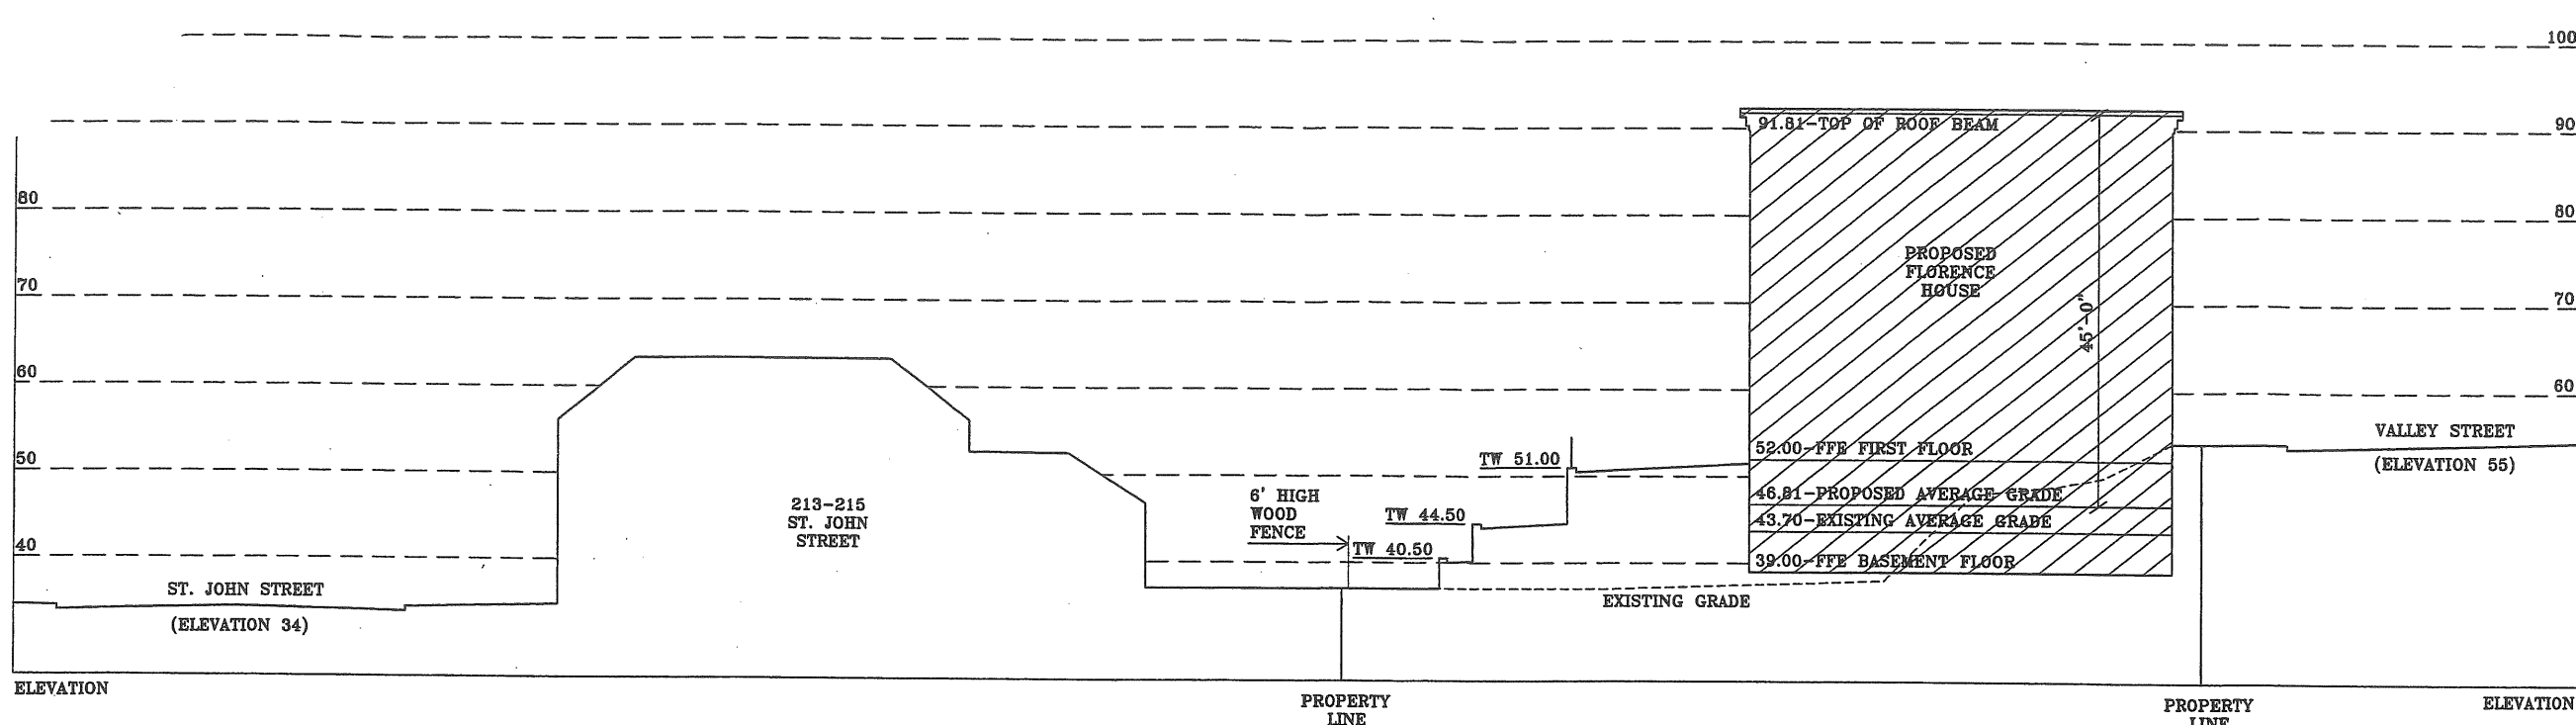 100
91.81-TOP OF ROOF BEAM
90
80
80
PROPOSED
FLORENCE
HOUSE
70
70
45'-0"
60
60
VALLEY STREET
(ELEVATION 55)
52.00-FFE FIRST FLOOR
TW 51.00
50
46.81-PROPOSED AVERAGE GRADE
6' HIGH
WOOD
FENCE
TW 44.50
213-215
ST. JOHN
STREET
43.70-EXISTING AVERAGE GRADE
40
TW 40.50
39.00-FFE BASEMENT FLOOR
ST. JOHN STREET
(ELEVATION 34)
EXISTING GRADE
ELEVATION
PROPERTY
LINE
PROPERTY
LINE
ELEVATION